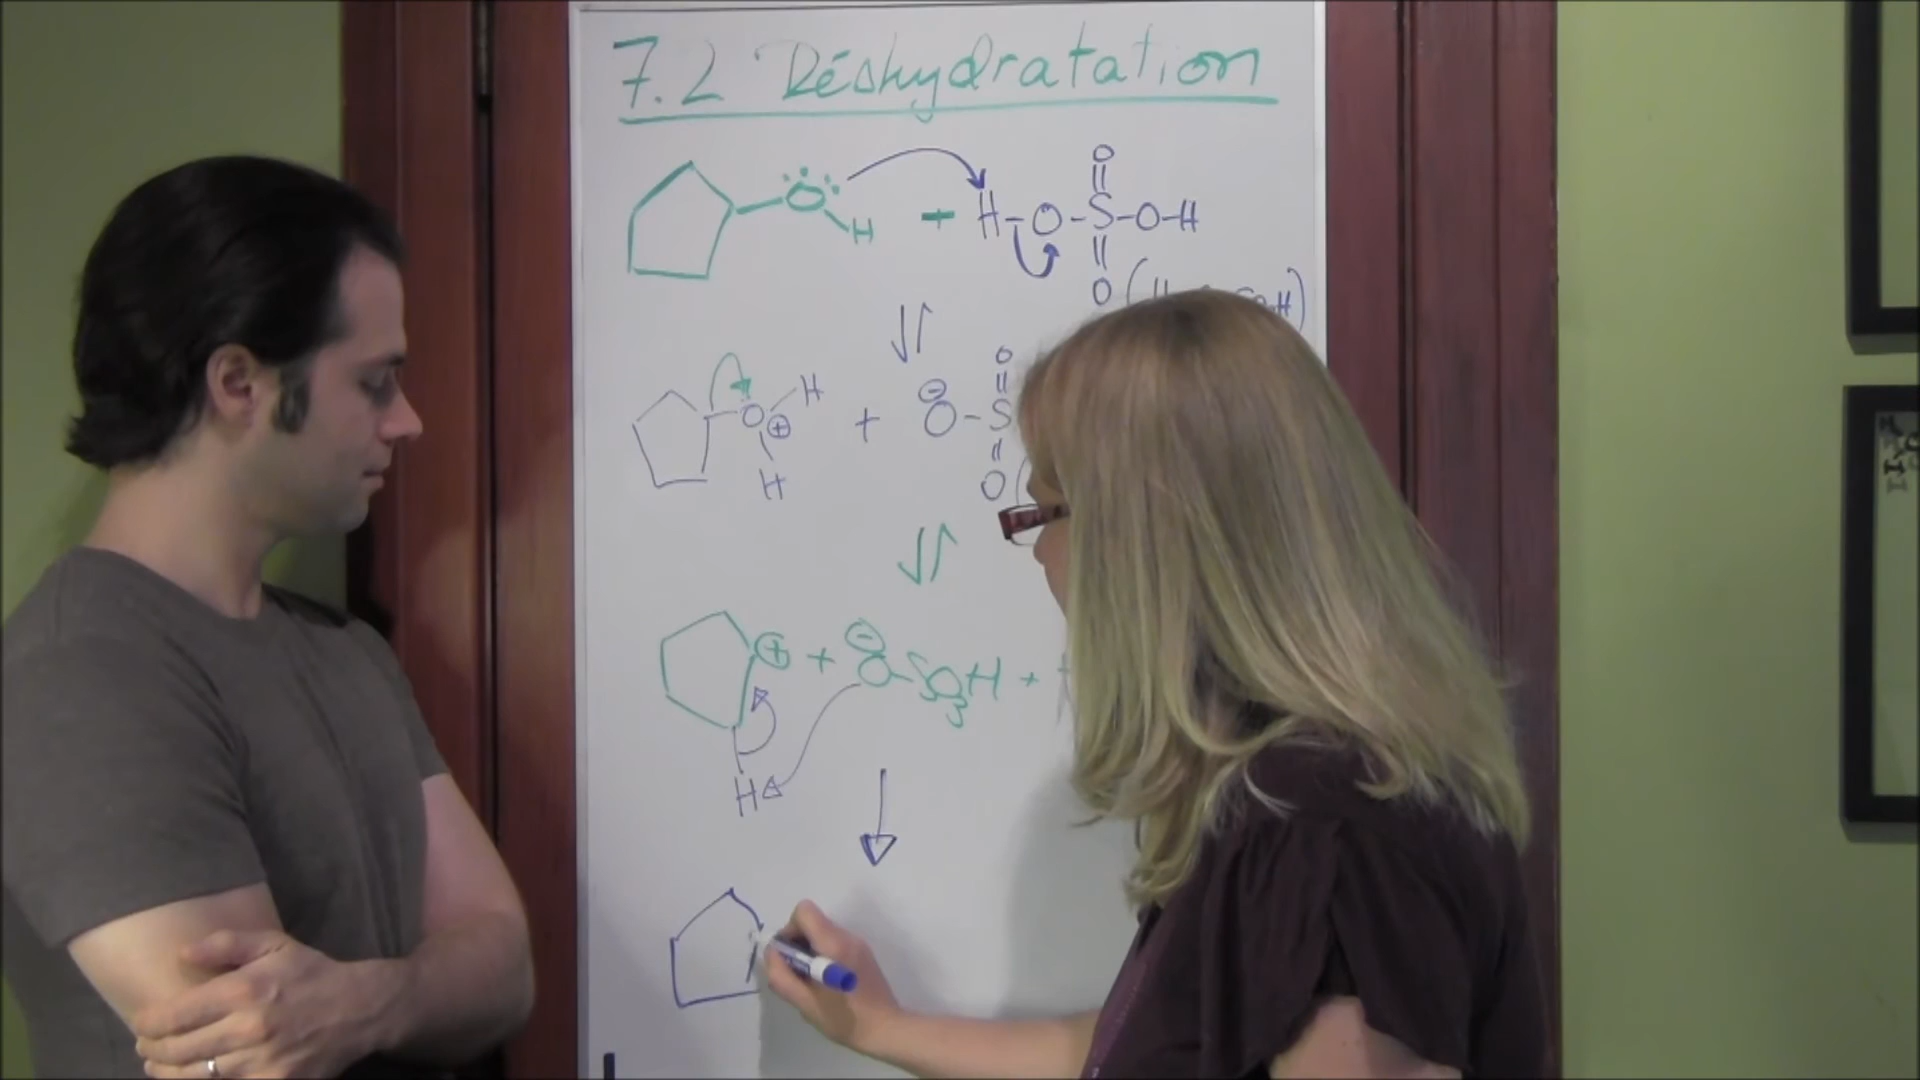 7.2 Déshydratation
O
O H + H-O-S-O-H
O
O
H O
O ⊕ + ⊖ O-S
H O
⊕ + ⊖ O-SO3H +
H